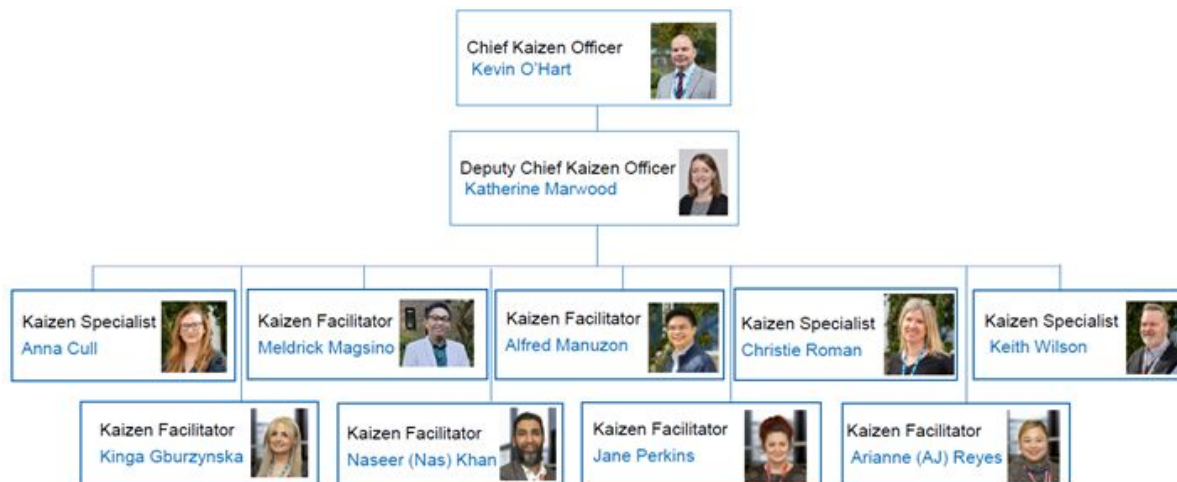 Chief Kaizen Officer
Kevin O'Hart
Deputy Chief Kaizen Officer
Katherine Marwood
Kaizen Specialist
Anna Cull
Kaizen Facilitator
Meldrick Magsino
Kaizen Facilitator
Alfred Manuzon
Kaizen Specialist
Christie Roman
Kaizen Specialist
Keith Wilson
Kaizen Facilitator
Kinga Gburzynska
Kaizen Facilitator
Naseer (Nas) Khan
Kaizen Facilitator
Jane Perkins
Kaizen Facilitator
Arianne (AJ) Reyes